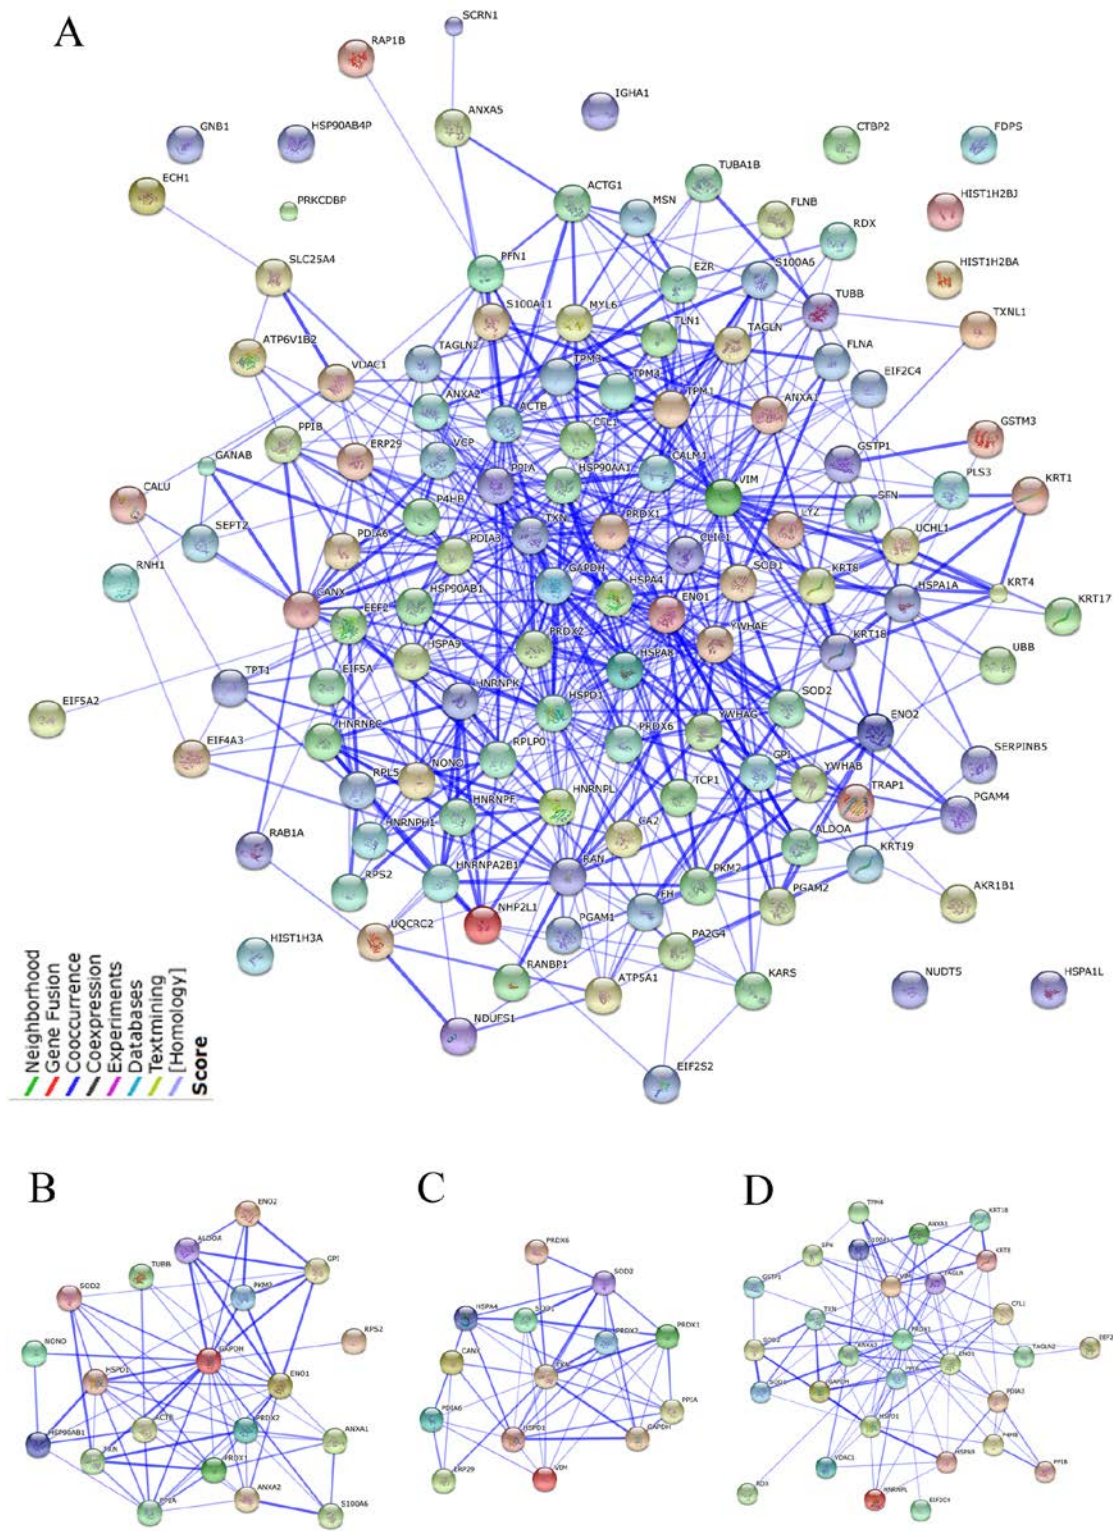 A
SCRN1
RAP1B
IGHA1
ANXA5
GNB1
HSP90AB4P
CTBP2
FDPS
TUBA1B
ECH1
ACTG1
MSN
HIST1H2BJ
PRKCDBP
FLNB
RDX
SLC25A4
PFN1
EZR
S100A6
HIST1H2BA
TUBB
S100A11
MYL6
TXNL1
TLN1
TAGLN
ATP6V1B2
TAGLN2
TPM3
FLNA
VDAC1
TPM4
EIF2C4
ANXA2
TPM1
ANXA1
ACTB
GSTM3
PPIB
CFL1
ERP29
VCP
GSTP1
GANAB
CALM1
PPIA
HSP90AA1
VIM
PLS3
KRT1
CALU
P4HB
SFN
LYZ
SEPT2
PDIA6
TXN
PRDX1
UCHL1
PDIA3
CLIC1
RNH1
GAPDH
HSPA4
SOD1
KRT8
HSPA1A
KRT4
CANX
HSP90AB1
ENO1
KRT17
EEF2
YWHAE
PRDX2
KRT18
HSPA9
HSPA8
UBB
EIF5A
TPT1
HNRNPK
SOD2
EIF5A2
HSPD1
ENO2
HNRNPC
PRDX6
YWHAG
EIF4A3
RPLP0
SERPINB5
NONO
GPI
YWHAB
RPL5
TCP1
TRAP1
PGAM4
HNRNPF
HNRNPL
HNRNPH1
CA2
RAB1A
ALDOA
KRT19
HNRNPA2B1
RAN
RPS2
PKM2
AKR1B1
NHP2L1
FH
PGAM2
UQCRC2
PGAM1
HIST1H3A
PA2G4
RANBP1
ATP5A1
KARS
NUDT5
HSPA1L
NDUFS1
EIF2S2
Neighborhood
Gene Fusion
Cooccurrence
Coexpression
Experiments
Databases
Textmining
[Homology]
Score
B
ENO2
ALDOA
GPI
TUBB
SOD2
PKM2
RPS2
NONO
GAPDH
HSPD1
ENO1
ACTB
PRDX2
HSP90AB1
ANXA1
TXN
PRDX1
ANXA2
PPIA
S100A6
C
PRDX6
SOD2
HSPA4
SOD1
PRDX1
PRDX2
CANX
TXN
PPIA
PDIA6
HSPD1
GAPDH
ERP29
VIM
D
TPM4
KRT18
ANXA1
KRT8
GSTP1
VIM
TAGLN
CFL1
TXN
PRDX1
SOD2
ANXA2
ENO1
TAGLN2
SOD1
GAPDH
PPIA
PDIA3
HSPD1
P4HB
VDAC1
HSPA9
PPIB
HNRNPL
EIF2C4